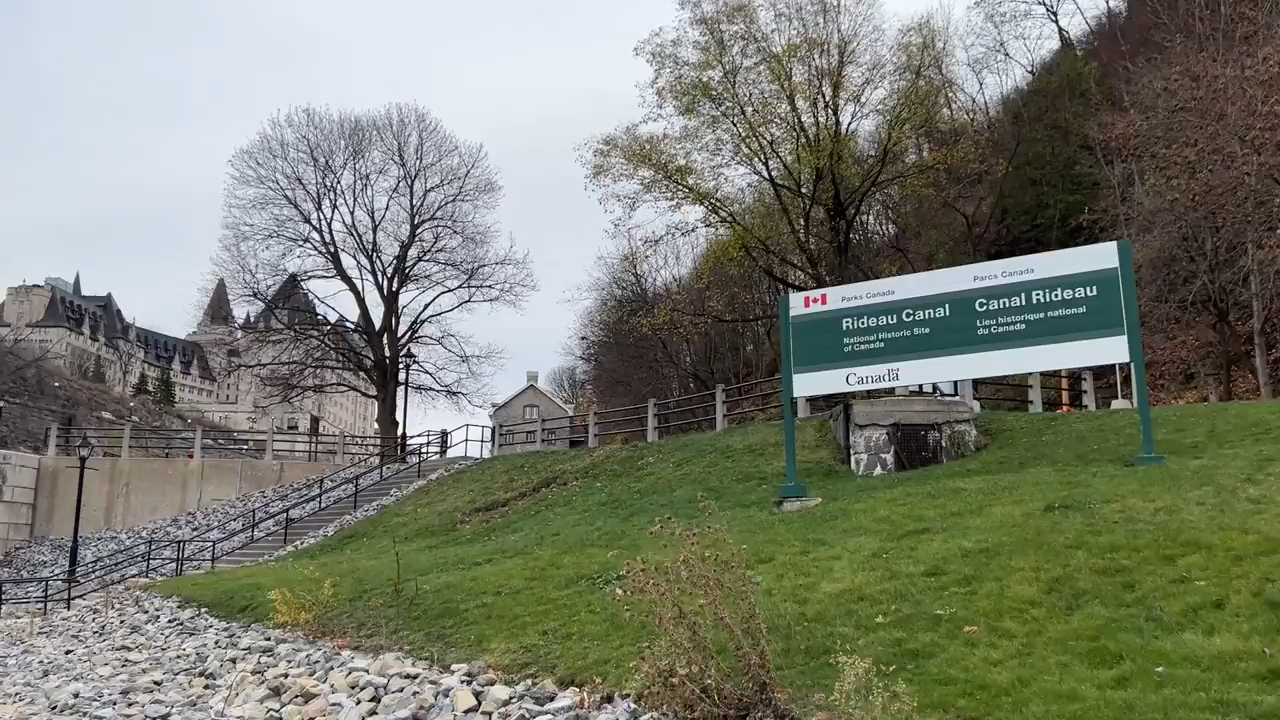 Parks Canada
Parcs Canada
Rideau Canal
National Historic Site
of Canada
Canal Rideau
Lieu historique national
du Canada
Canada